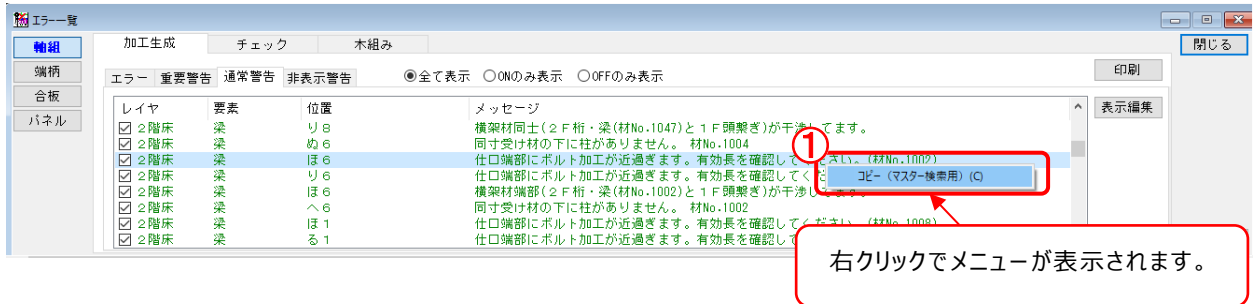 エラー一覧
軸組
端柄
合板
パネル
加工生成 チェック 木組み
閉じる
エラー 重要警告 通常警告 非表示警告 ◉全て表示 ○ONのみ表示 ○OFFのみ表示
印刷
表示編集
レイヤ 要素 位置 メッセージ
2階床 梁 り8 横架材同士(2F桁・梁(材No.1047)と1F頭繋ぎ)が干渉してます。
2階床 梁 ぬ6 同寸受け材の下に柱がありません。 材No.1004
2階床 梁 ほ6 仕口端部にボルト加工が近過ぎます。有効長を確認してください。(材No.1002)
2階床 梁 り6 仕口端部にボルト加工が近過ぎます。有効長を確認してくだ
2階床 梁 ほ6 横架材端部(2F桁・梁(材No.1002)と1F頭繋ぎ)が干渉してます。
2階床 梁 へ6 同寸受け材の下に柱がありません。 材No.1002
2階床 梁 ほ1 仕口端部にボルト加工が近過ぎます。有効長を確認してください。(材No.1008)
2階床 梁 る1 仕口端部にボルト加工が近過ぎます。有効長を確認して
①
コピー(マスター検索用)(C)
右クリックでメニューが表示されます。